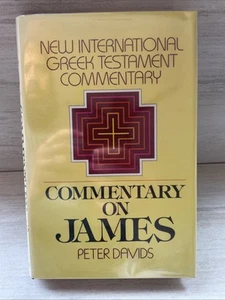 NEW INTERNATIONAL
GREEK TESTAMENT
COMMENTARY
COMMENTARY
ON
JAMES
PETER DAVIDS